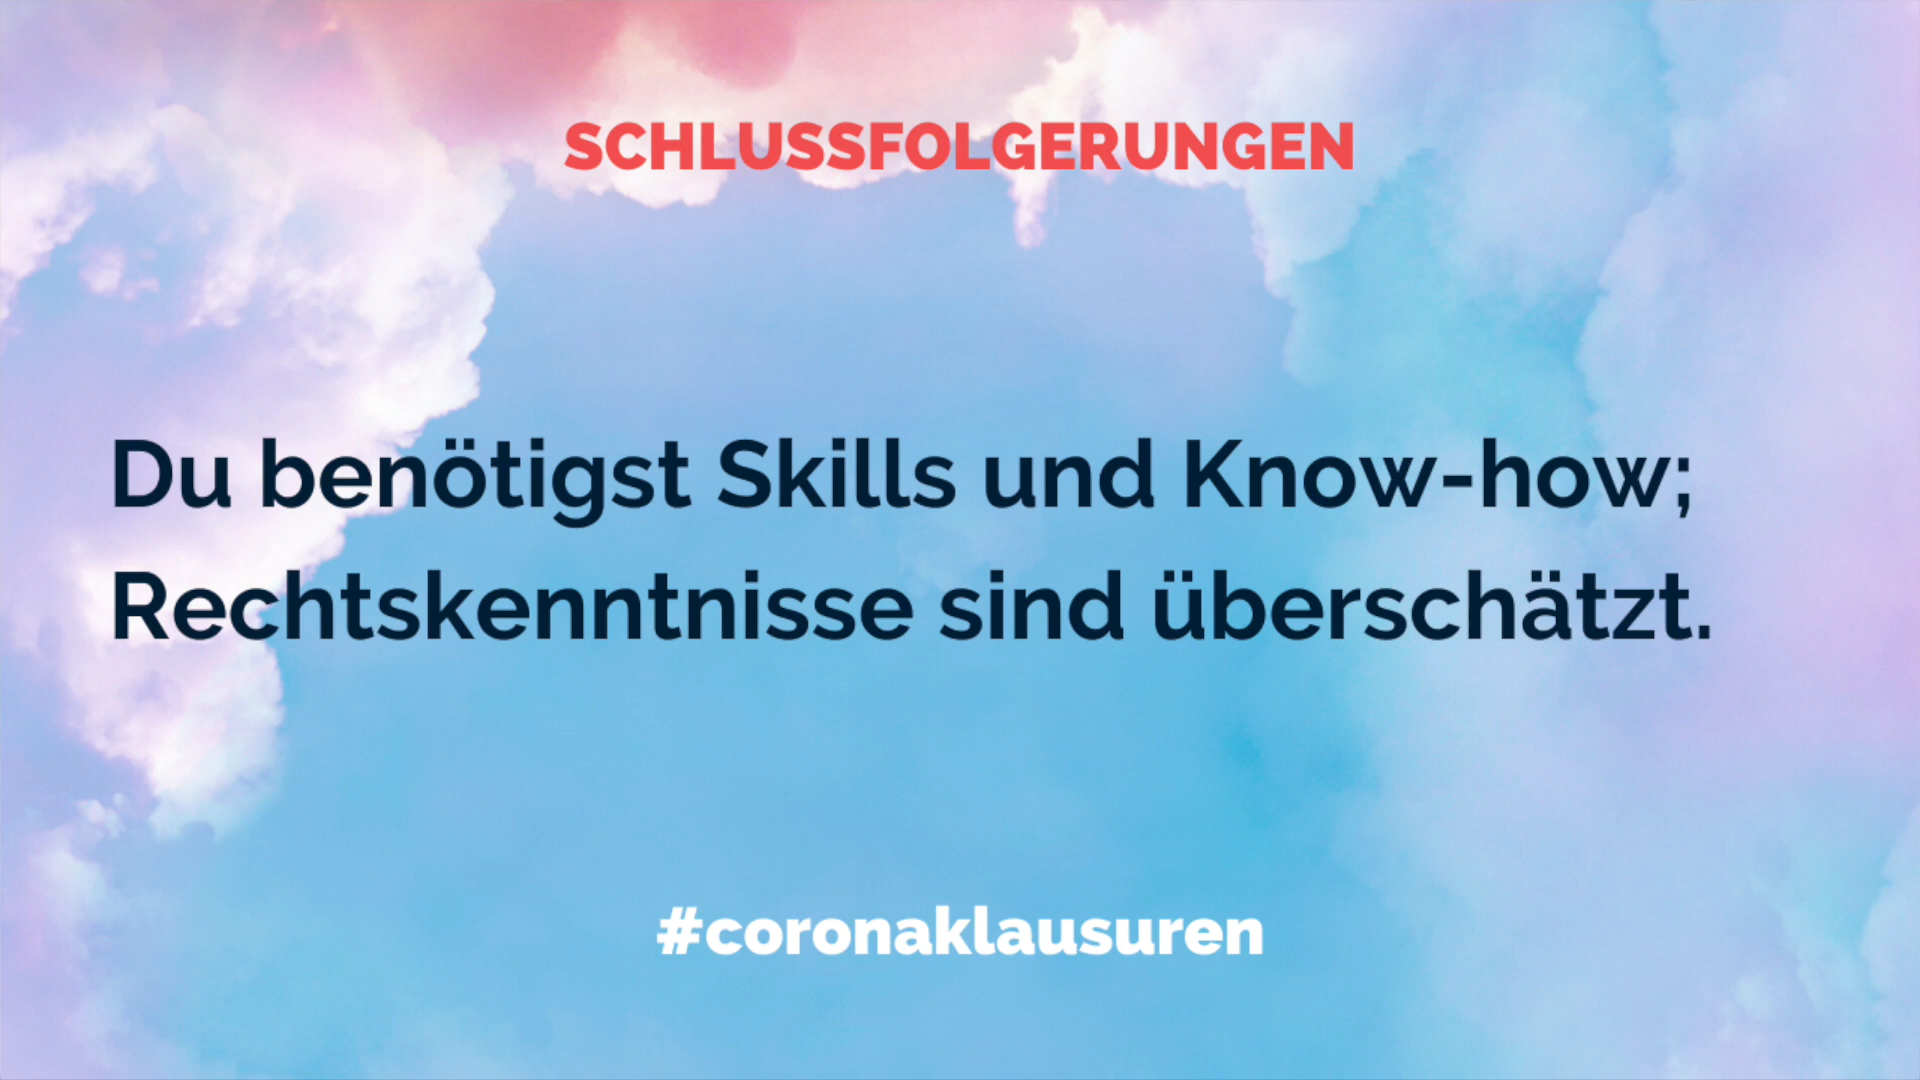 SCHLUSSFOLGERUNGEN
Du benötigst Skills und Know-how;
Rechtskenntnisse sind überschätzt.
#coronaklausuren